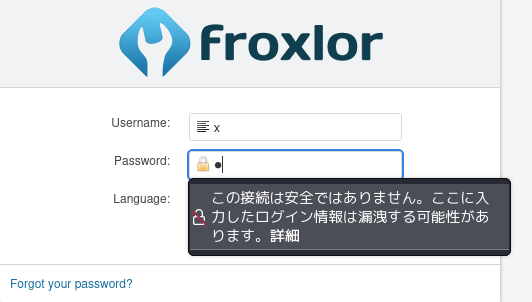 froxlor
Username:
x
Password:
●
Language:
この接続は安全ではありません。ここに入
力したログイン情報は漏洩する可能性があ
ります。詳細
Forgot your password?